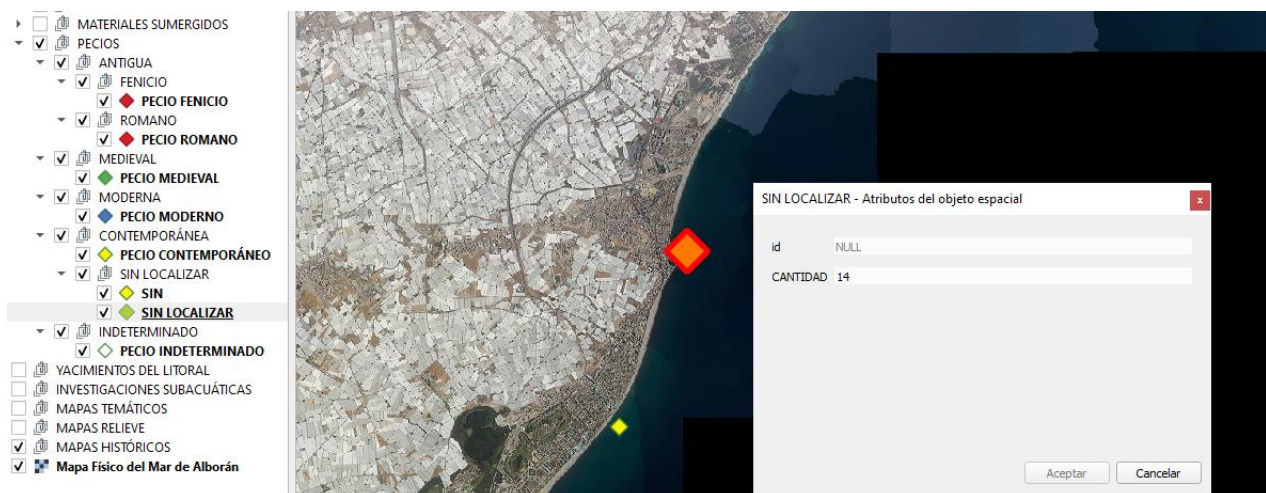 MATERIALES SUMERGIDOS
PECIOS
ANTIGUA
FENICIO
PECIO FENICIO
ROMANO
PECIO ROMANO
MEDIEVAL
PECIO MEDIEVAL
MODERNA
PECIO MODERNO
CONTEMPORÁNEA
PECIO CONTEMPORÁNEO
SIN LOCALIZAR
SIN
SIN LOCALIZAR
INDETERMINADO
PECIO INDETERMINADO
YACIMIENTOS DEL LITORAL
INVESTIGACIONES SUBACUÁTICAS
MAPAS TEMÁTICOS
MAPAS RELIEVE
MAPAS HISTÓRICOS
Mapa Físico del Mar de Alborán
SIN LOCALIZAR - Atributos del objeto espacial
x
id NULL
CANTIDAD 14
Aceptar Cancelar